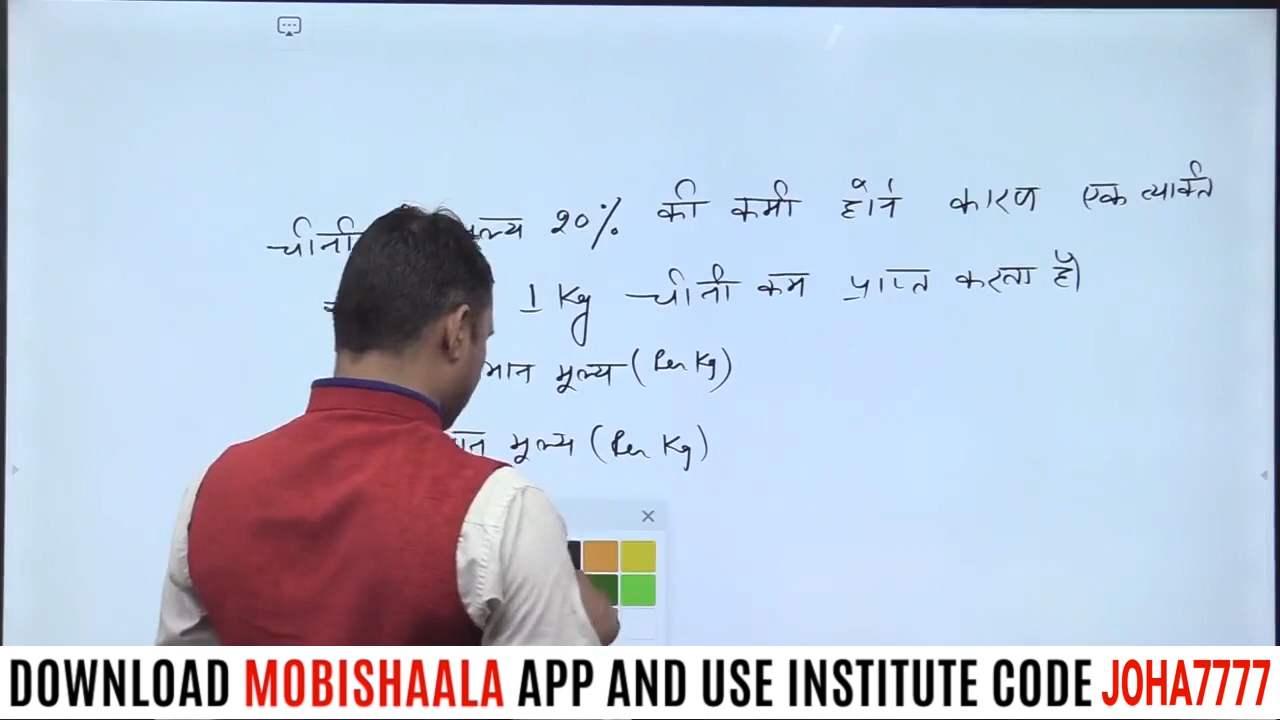 चीनी मूल्य 20% की कमी होने कारण एक व्यक्ति
1 Kg चीनी कम प्राप्त करता है।
मान मूल्य (Per Kg)
मान मूल्य (Per Kg)
DOWNLOAD MOBISHAALA APP AND USE INSTITUTE CODE JOHA7777